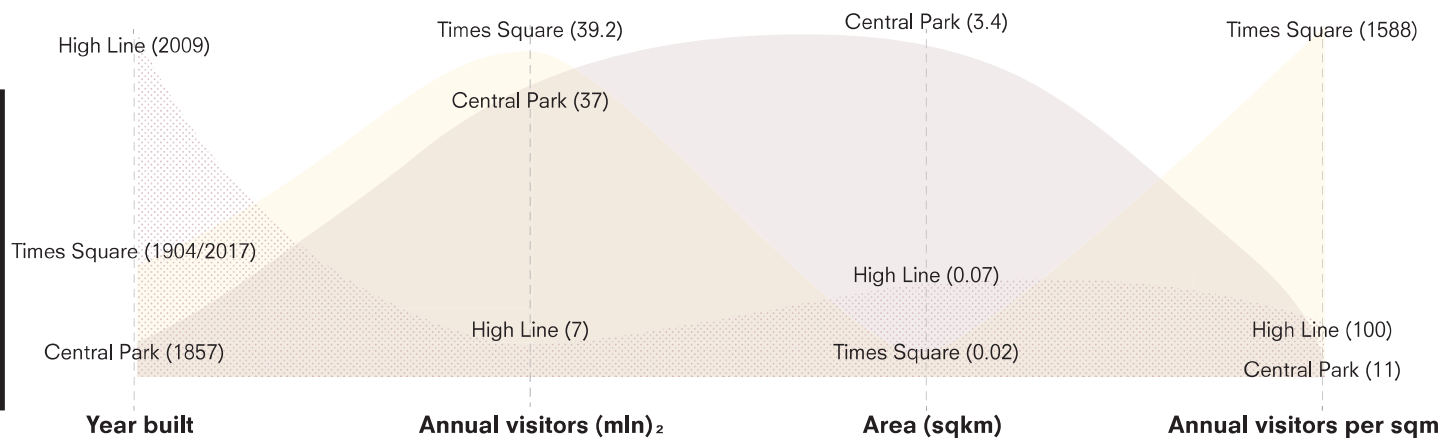 High Line (2009)
Times Square (1904/2017)
Central Park (1857)
Year built
Times Square (39.2)
Central Park (37)
High Line (7)
Annual visitors (mln)₂
Central Park (3.4)
High Line (0.07)
Times Square (0.02)
Area (sqkm)
Times Square (1588)
High Line (100)
Central Park (11)
Annual visitors per sqm